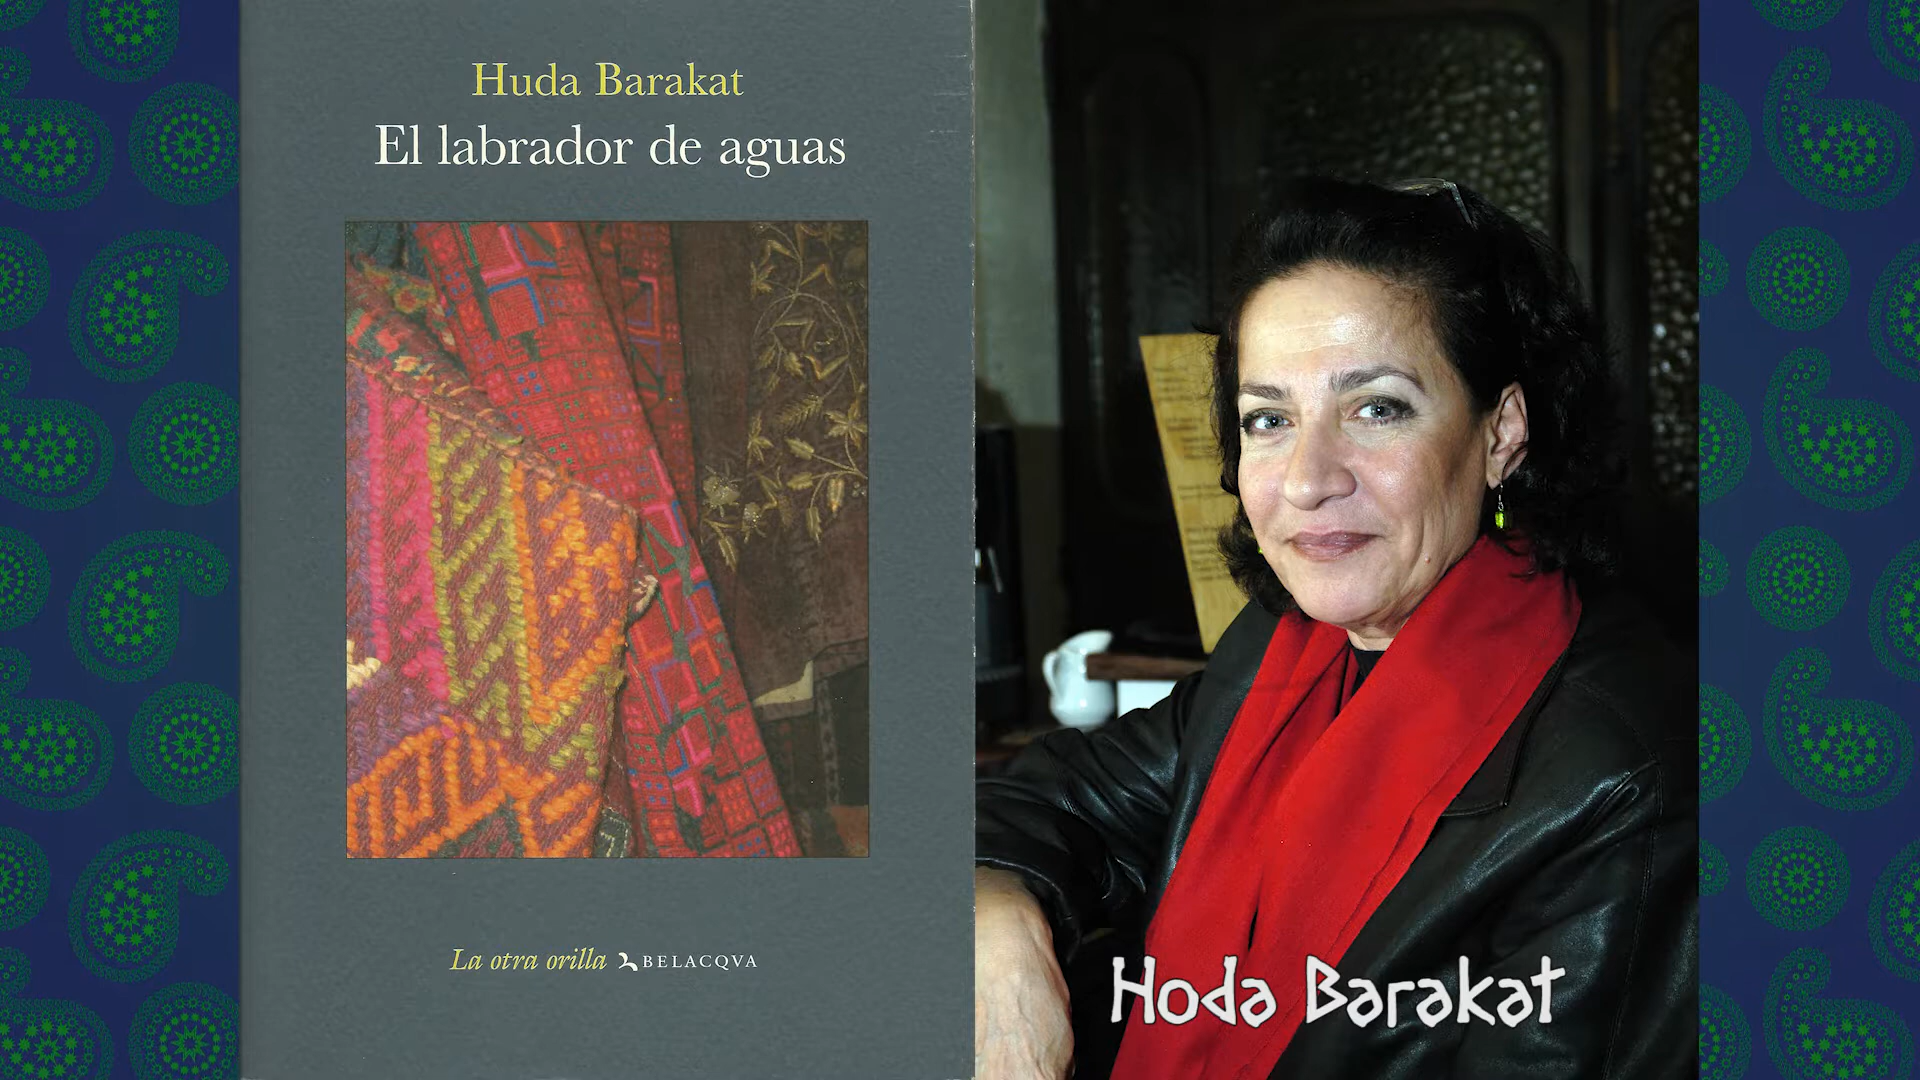 Huda Barakat
El labrador de aguas
La otra orilla BELACQVA
Hoda Barakat